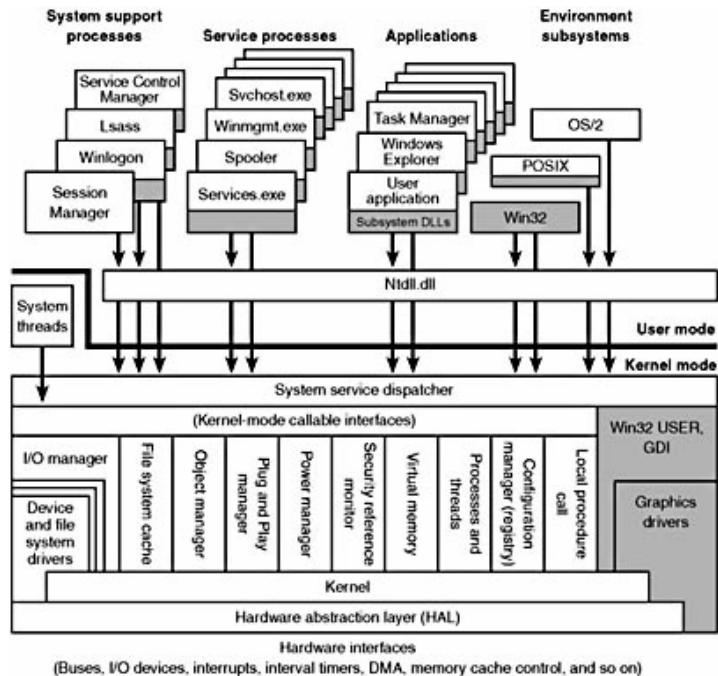 System support
processes
Service processes
Applications
Environment
subsystems
Service Control
Manager
Lsass
Winlogon
Session
Manager
Svchost.exe
Winmgmt.exe
Spooler
Services.exe
Task Manager
Windows
Explorer
User
application
Subsystem DLLs
OS/2
POSIX
Win32
Ntdll.dll
System
threads
User mode
Kernel mode
System service dispatcher
(Kernel-mode callable interfaces)
Win32 USER,
GDI
I/O manager
Device
and file
system
drivers
File system cache
Object manager
Plug and Play
manager
Power manager
Security reference
monitor
Virtual memory
Processes and
threads
Configuration
manager (registry)
Local procedure
call
Graphics
drivers
Kernel
Hardware abstraction layer (HAL)
Hardware interfaces
(Buses, I/O devices, interrupts, interval timers, DMA, memory cache control, and so on)